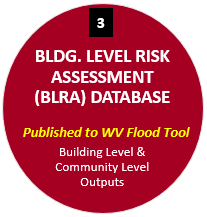 3
BLDG. LEVEL RISK
ASSESSMENT
(BLRA) DATABASE
Published to WV Flood Tool
Building Level &
Community Level
Outputs